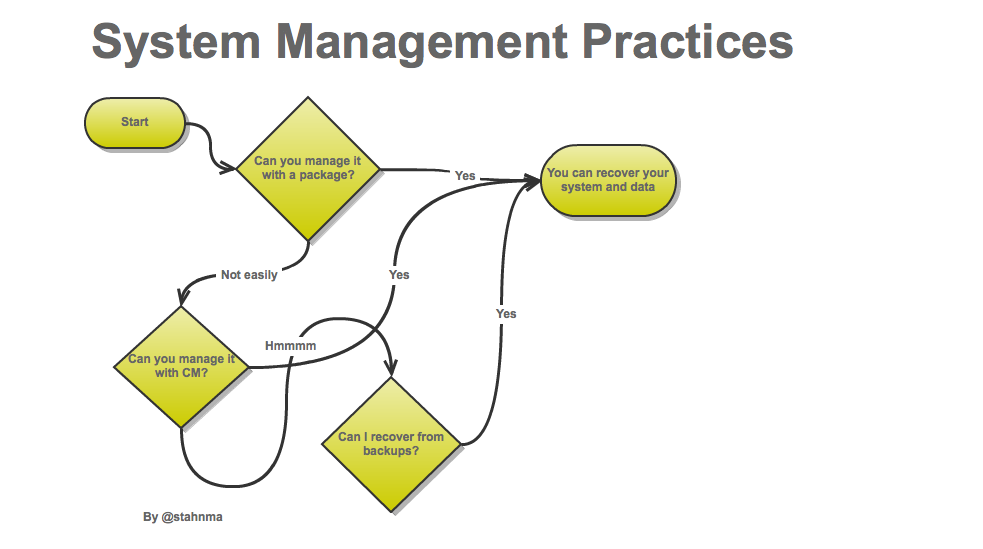 System Management Practices
Start
Can you manage it
with a package?
Yes
You can recover your
system and data
Not easily
Yes
Yes
Hmmmm
Can you manage it
with CM?
Can I recover from
backups?
By @stahnma